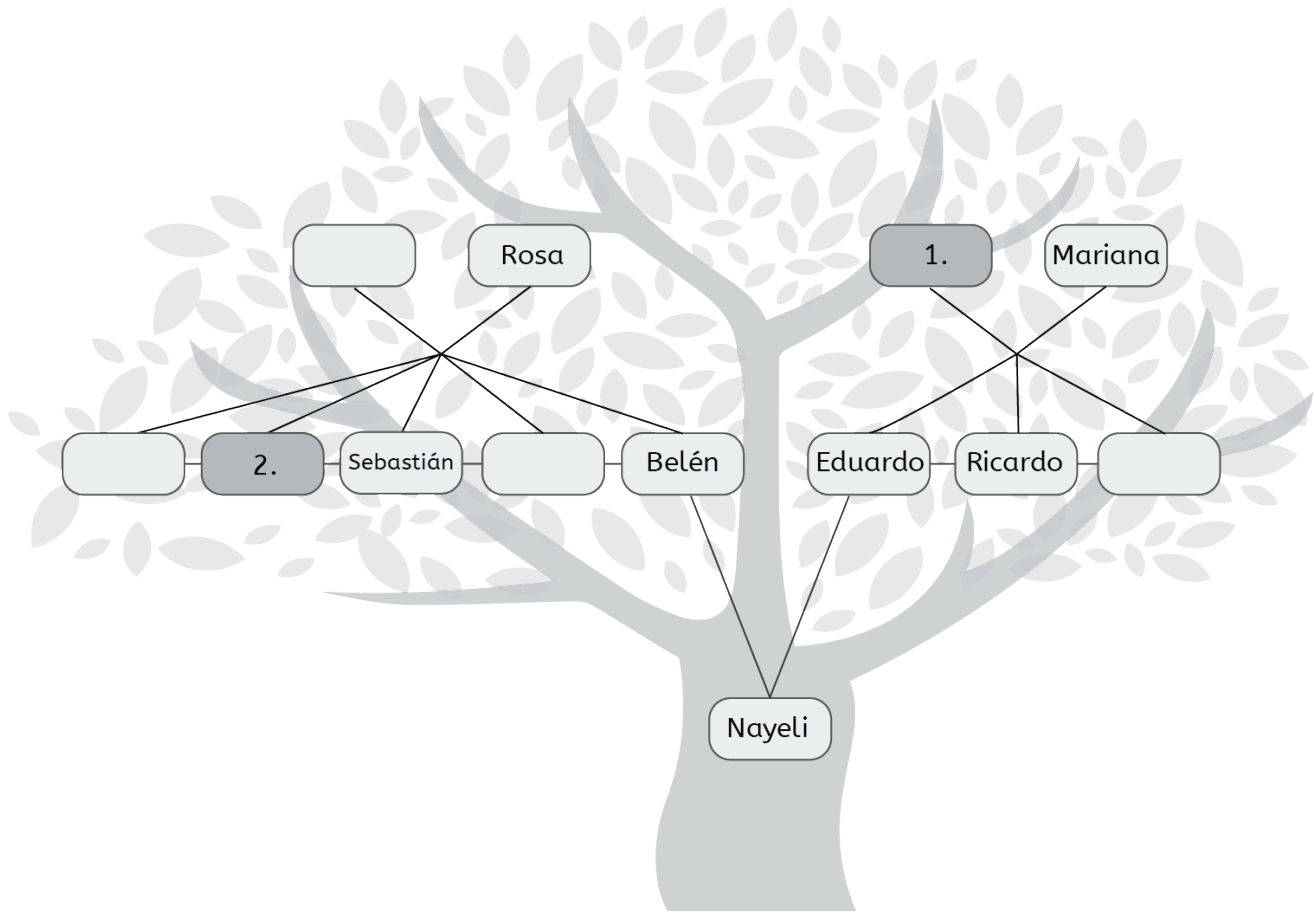 Rosa
1.
Mariana
2.
Sebastián
Belén
Eduardo
Ricardo
Nayeli